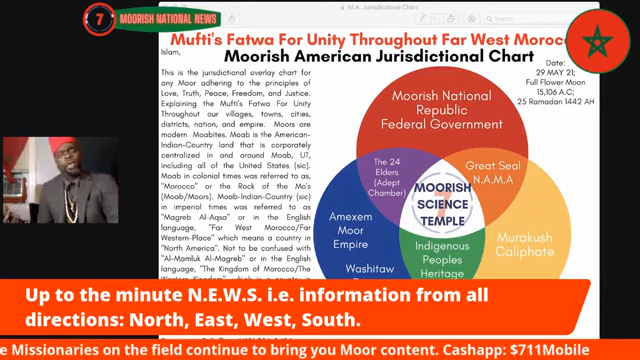 MOORISH NATIONAL NEWS
7
M.A. Jurisdictional Chart
Search
Mufti's Fatwa For Unity Throughout Far West Morocc
Islam,
Moorish American Jurisdictional Chart
This is the jurisdictional overlay chart for
any Moor adhering to the principles of
Love, Truth, Peace, Freedom, and Justice.
Explaining the Mufti's Fatwa For Unity
Throughout our villages, towns, cities,
districts, nation, and empire. Moors are
modern Moabites. Moab is the American-
Indian-Country land that is corporately
centralized in and around Moab, UT,
including all of the United States (sic).
Moab in colonial times was referred to as,
"Morocco" or the Rock of the Mo's
(Moab/Moors). Moab-Indian-Country (sic)
in imperial times was referred to as
"Magreb Al-Aqsa" or in the English
language, "Far West Morocco/Far
Western-Place" which means a country in
"North America". Not to be confused with
"Al-Mamluk Al-Magreb" or in the English
language, "The Kingdom of Morocco/The
Date:
29 MAY 21;
Full Flower Moon
15,106 A.C;
25 Ramadan 1442 AH
Moorish National
Republic
Federal Government
The 24
Elders
(Adept
Chamber)
Great Seal
N.A.M.A
7
MOORISH
SCIENCE
TEMPLE
Amexem
Moor
Empire
Washitaw
Indigenous
Peoples
Heritage
Murakush
Caliphate
Up to the minute N.E.W.S. i.e. information from all
directions: North, East, West, South.
e Missionaries on the field continue to bring you Moor content. Cashapp: $711Mobile